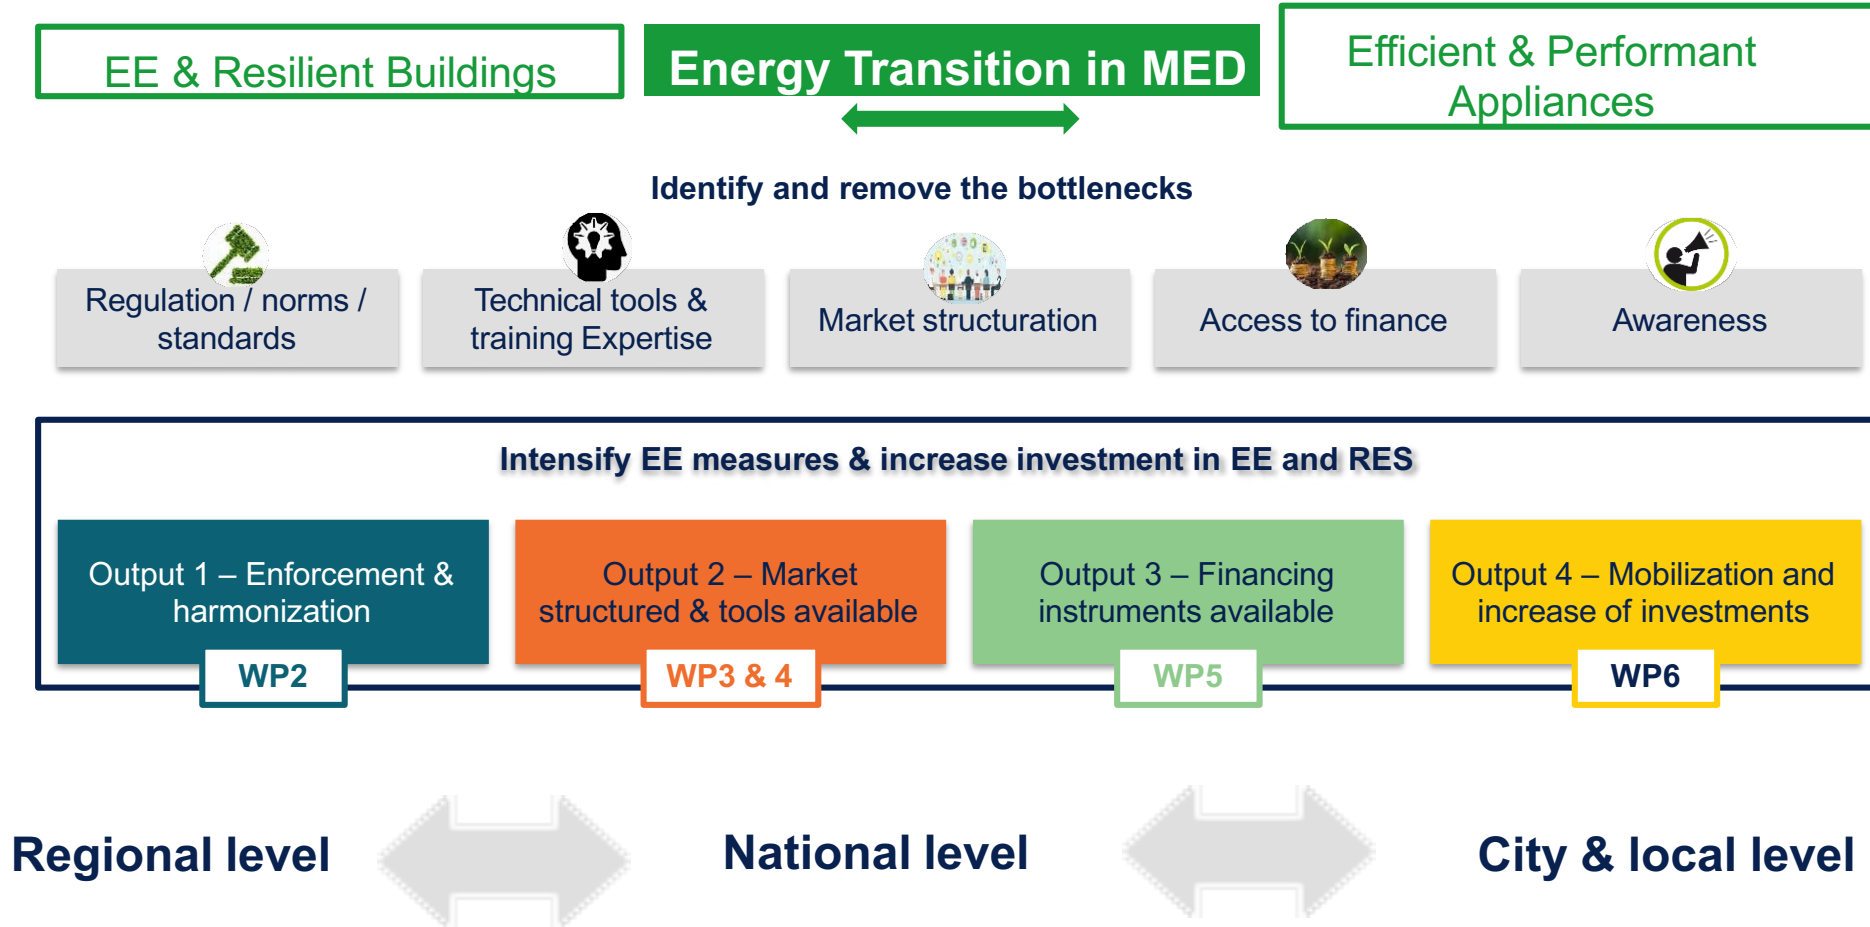 EE & Resilient Buildings
Energy Transition in MED
Efficient & Performant
Appliances
Identify and remove the bottlenecks
Regulation / norms /
standards
Technical tools &
training Expertise
Market structuration
Access to finance
Awareness
Intensify EE measures & increase investment in EE and RES
Output 1 – Enforcement &
harmonization
WP2
Output 2 – Market
structured & tools available
WP3 & 4
Output 3 – Financing
instruments available
WP5
Output 4 – Mobilization and
increase of investments
WP6
Regional level
National level
City & local level